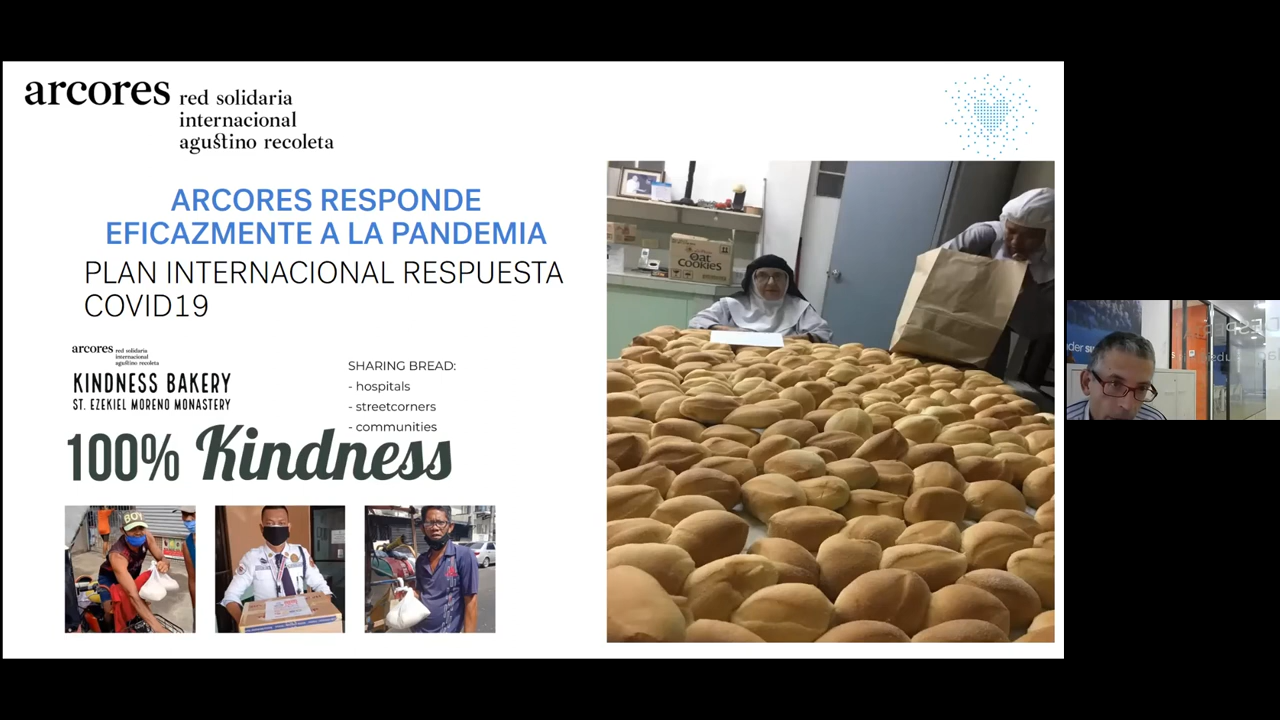 arcores
red solidaria
internacional
agustino recoleta
ARCORES RESPONDE
EFICAZMENTE A LA PANDEMIA
PLAN INTERNACIONAL RESPUESTA
COVID19
arcores
red solidaria
internacional
agustino recoleta
KINDNESS BAKERY
ST. EZEKIEL MORENO MONASTERY
100% Kindness
SHARING BREAD:
- hospitals
- streetcorners
- communities
Oat
COOKIES
BOY